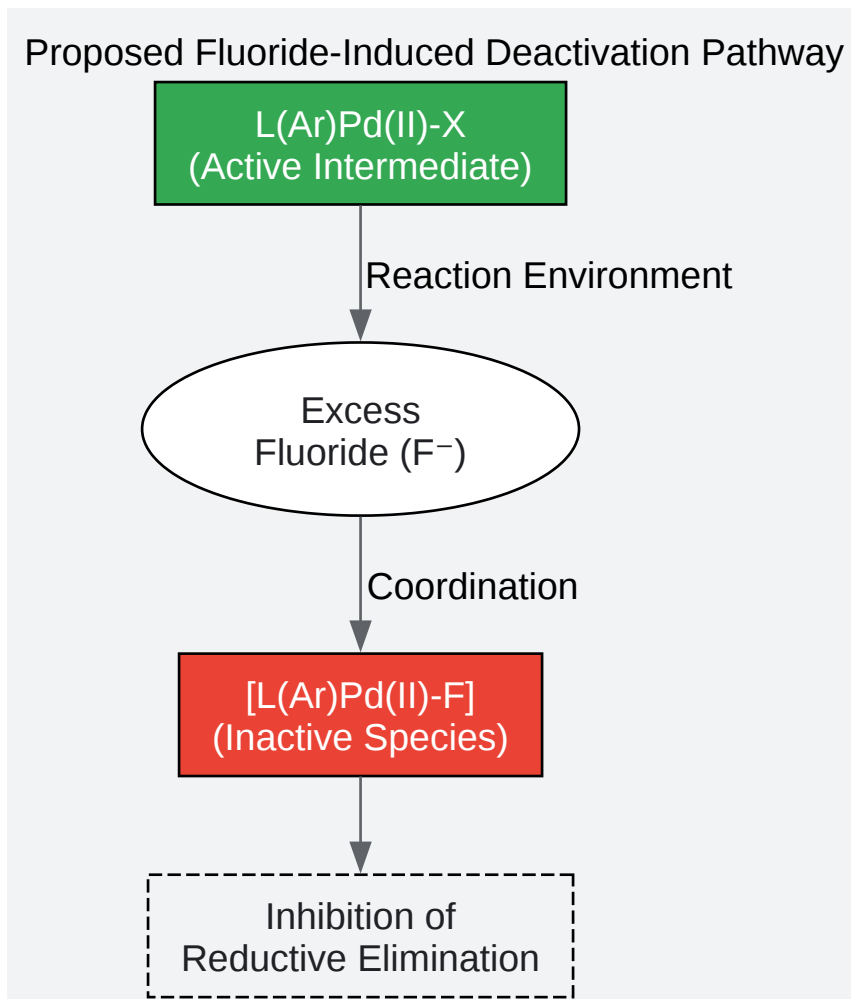 Proposed Fluoride-Induced Deactivation Pathway
L(Ar)Pd(II)-X
(Active Intermediate)
Reaction Environment
Excess
Fluoride (F⁻)
Coordination
[L(Ar)Pd(II)-F]
(Inactive Species)
Inhibition of
Reductive Elimination